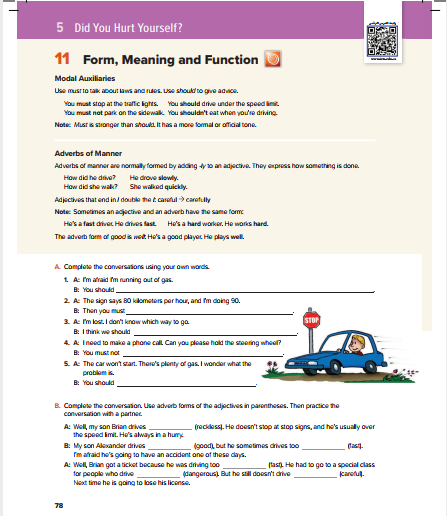 5 Did You Hurt Yourself?
11 Form, Meaning and Function
Modal Auxiliaries
Use must to talk about laws and rules. Use should to give advice.
You must stop at the traffic lights. You should drive under the speed limit.
You must not park on the sidewalk. You shouldn't eat when you're driving.
Note: Must is stronger than should. It has a more formal or official tone.
Adverbs of Manner
Adverbs of manner are normally formed by adding -ly to an adjective. They express how something is done.
How did he drive? He drove slowly.
How did she walk? She walked quickly.
Adjectives that end in l double the l: careful -> carefully
Note: Sometimes an adjective and an adverb have the same form:
He's a fast driver. He drives fast. He's a hard worker. He works hard.
The adverb form of good is well: He's a good player. He plays well.
A. Complete the conversations using your own words.
1. A: I'm afraid I'm running out of gas.
B: You should ____.
2. A: The sign says 80 kilometers per hour, and I'm doing 90.
B: Then you must ____.
3. A: I'm lost. I don't know which way to go.
B: I think we should ____.
4. A: I need to make a phone call. Can you please hold the steering wheel?
B: You must not ____.
5. A: The car won't start. There's plenty of gas. I wonder what the
problem is.
B: You should ____.
STOP
B. Complete the conversation. Use adverb forms of the adjectives in parentheses. Then practice the
conversation with a partner.
A: Well, my son Brian drives ____ (reckless). He doesn't stop at stop signs, and he's usually over
the speed limit. He's always in a hurry.
B: My son Alexander drives ____ (good), but he sometimes drives too ____ (fast).
I'm afraid he's going to have an accident one of these days.
A: Well, Brian got a ticket because he was driving too ____ (fast). He had to go to a special class
for people who drive ____ (dangerous). But he still doesn't drive ____ (careful).
Next time he is going to lose his license.
78